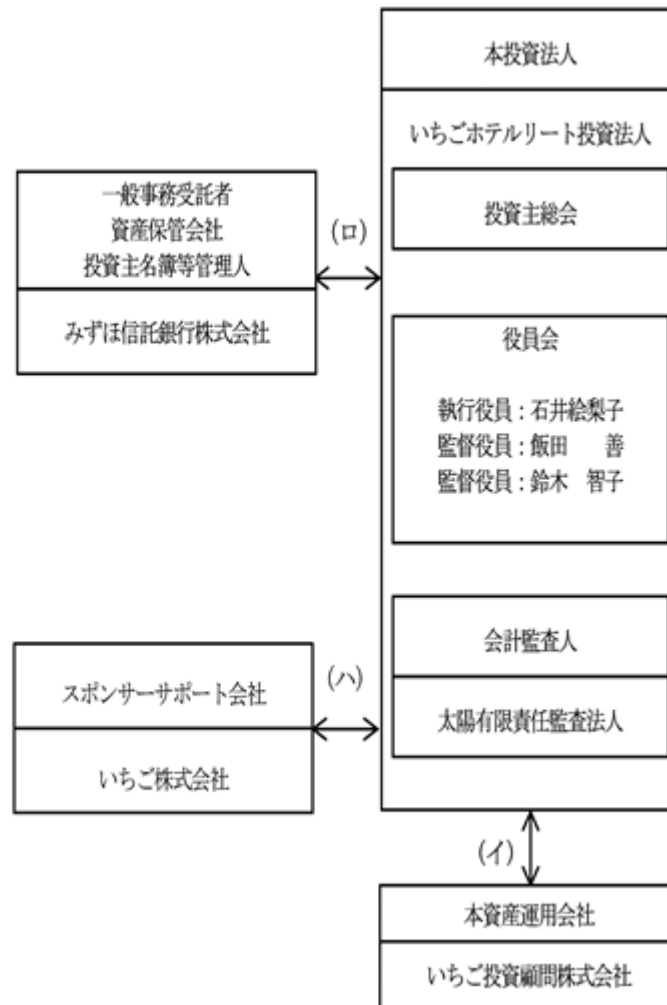 本投資法人
いちごホテルリート投資法人
投資主総会
一般事務受託者
資産保管会社
投資主名簿等管理人
みずほ信託銀行株式会社
(ロ)
役員会
執行役員：石井絵梨子
監督役員：飯田　　善
監督役員：鈴木　智子
会計監査人
太陽有限責任監査法人
スポンサーサポート会社
いちご株式会社
(ハ)
(イ)
本資産運用会社
いちご投資顧問株式会社